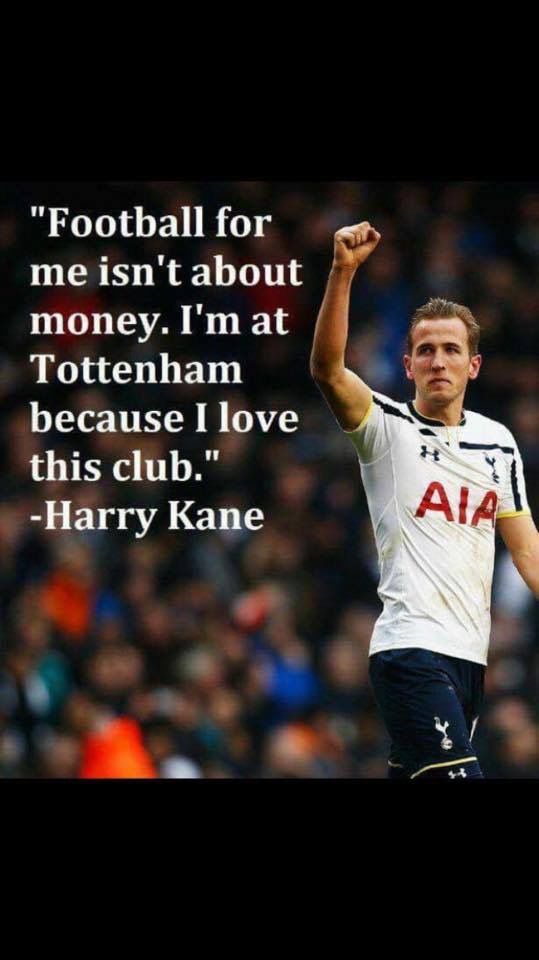 "Football for
me isn't about
money. I'm at
Tottenham
because I love
this club."
-Harry Kane
AIA